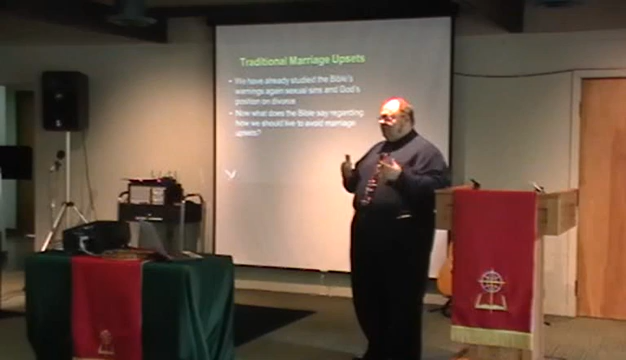 Traditional Marriage Upsets
• We have already studied the Bible's
warnings again sexual sins and God's
position on divorce
• Now what does the Bible say regarding
how we should live to avoid marriage
upsets?